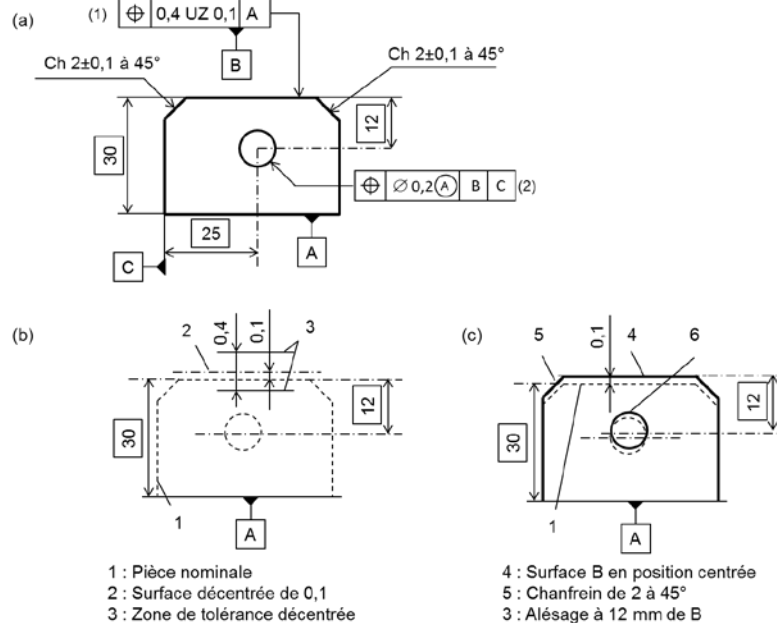 (a)
(1) ⌖ 0,4 UZ 0,1 A
B
Ch 2±0,1 à 45°
Ch 2±0,1 à 45°
12
30
⌖ Ø 0,2 Ⓐ B C (2)
25
C
A
(b)
2
0,4
0,1
3
12
30
1
A
1 : Pièce nominale
2 : Surface décentrée de 0,1
3 : Zone de tolérance décentrée
(c)
5
0,1
4
6
12
30
1
A
4 : Surface B en position centrée
5 : Chanfrein de 2 à 45°
3 : Alésage à 12 mm de B